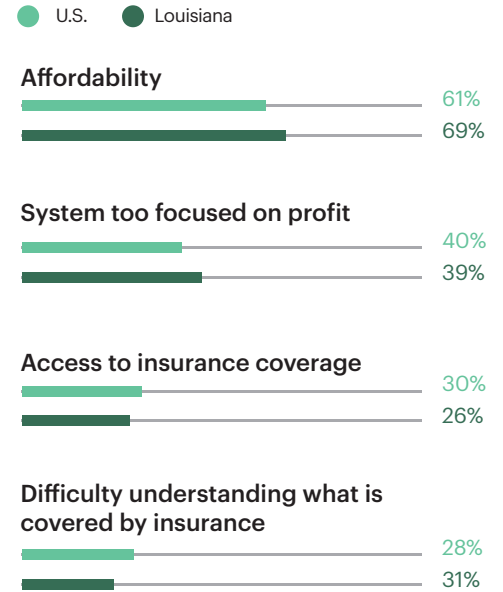 U.S. Louisiana
Affordability
61%
69%
System too focused on profit
40%
39%
Access to insurance coverage
30%
26%
Difficulty understanding what is
covered by insurance
28%
31%